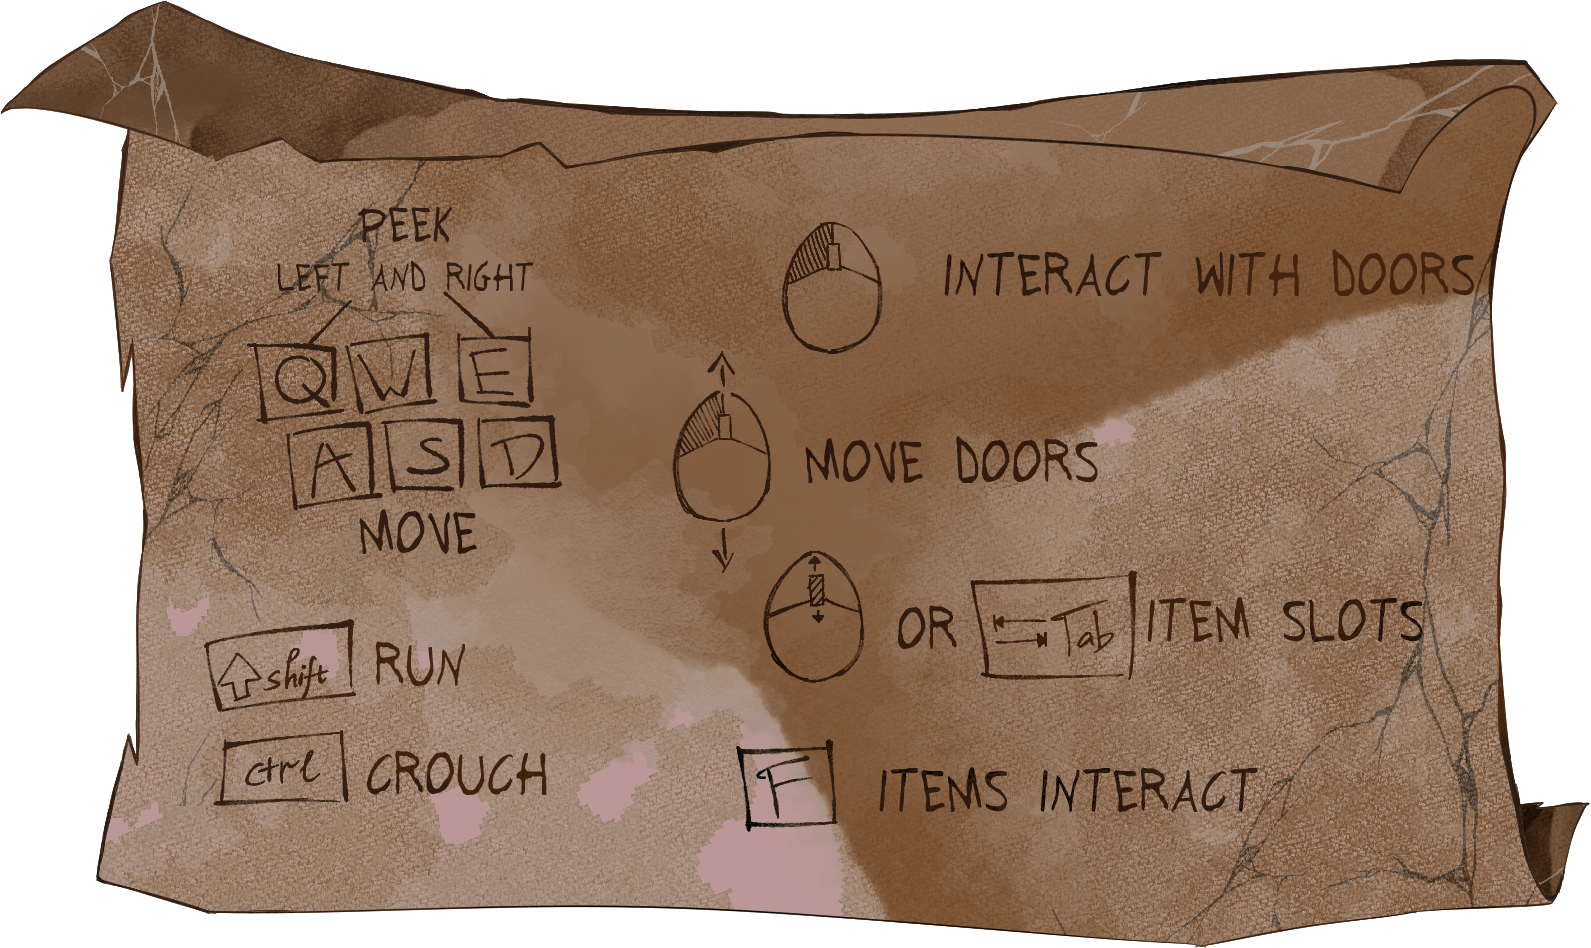 PEEK
LEFT AND RIGHT
Q W E
A S D
MOVE
shift RUN
ctrl CROUCH
INTERACT WITH DOORS
MOVE DOORS
OR Tab ITEM SLOTS
F ITEMS INTERACT